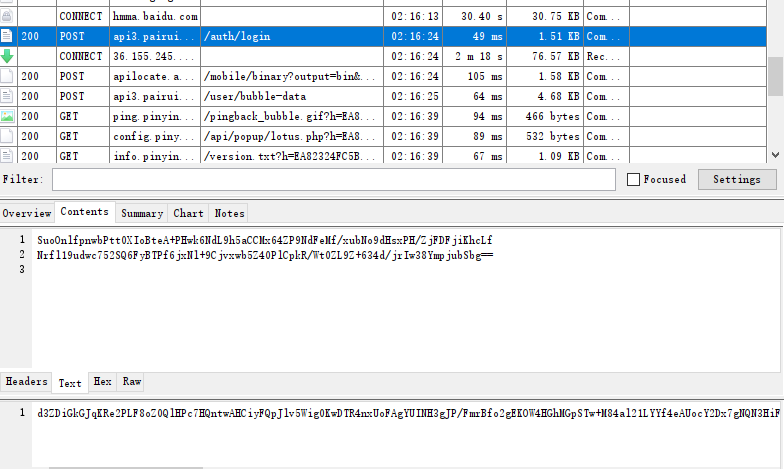 CONNECT hmma.baidu.com 02:16:13 30.40 s 30.75 KB Com...
200 POST api3.pairui... /auth/login 02:16:24 49 ms 1.51 KB Com...
CONNECT 36.155.245.... 02:16:24 2 m 18 s 76.57 KB Rec...
200 POST apilocate.a... /mobile/binary?output=bin&... 02:16:24 105 ms 1.58 KB Com...
200 POST api3.pairui... /user/bubble-data 02:16:25 64 ms 4.68 KB Com...
200 GET ping.pinyin... /pingback_bubble.gif?h=EA8... 02:16:39 94 ms 466 bytes Com...
200 GET config.piny... /api/popup/lotus.php?h=EA8... 02:16:39 89 ms 532 bytes Com...
200 GET info.pinyin... /version.txt?h=EA82324FC5B... 02:16:39 67 ms 1.09 KB Com...
Filter: Focused Settings
Overview Contents Summary Chart Notes
1 SuoOnlfpnwbPtt0XIoBteA+PHwk6NdL9h5aCCMx64ZP9NdFeMf/xubNo9dHsxPH/ZjFDFjiKhcLf
2 Nrfl19udwc752SQ6FyBTPf6jxNl+9Cjvxwb5Z40PlCpkR/Wt0ZL9Z+634d/jrIw38YmpjubSbg==
3
Headers Text Hex Raw
1 d3ZDiGkGJqKRe2PLF8oZ0QlHPc7HQntwAHCiyFQpJlv5Wig0KwDTR4nxUoFAgYUINH3gJP/FmrBfo2gEKOW4HGhMGpSTw+M84al21LYYf4eAUocY2Dx7gNQN3HiF